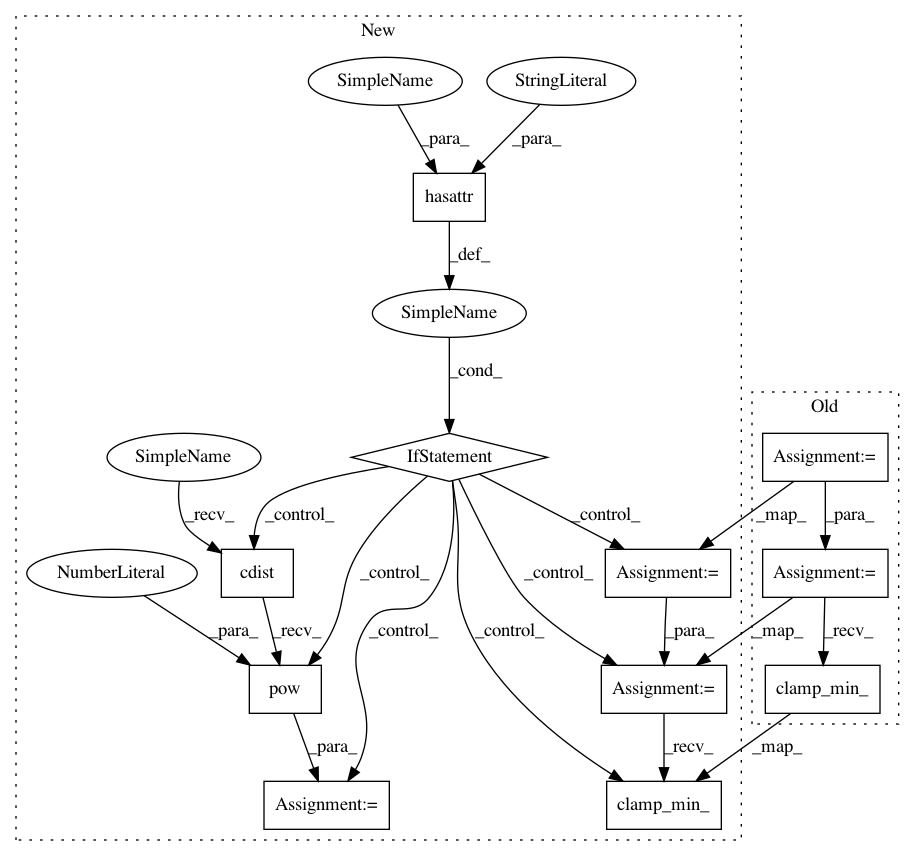 New
SimpleName
StringLiteral
_para_
_para_
hasattr
_def_
SimpleName
_cond_
Old
SimpleName
IfStatement
Assignment:=
_recv_
_control_
_control_
_map_
_para_
NumberLiteral
cdist
_control_
_control_
Assignment:=
Assignment:=
_para_
_recv_
_control_
_control_
_para_
_map_
_recv_
pow
Assignment:=
clamp_min_
_para_
_recv_
_map_
Assignment:=
clamp_min_